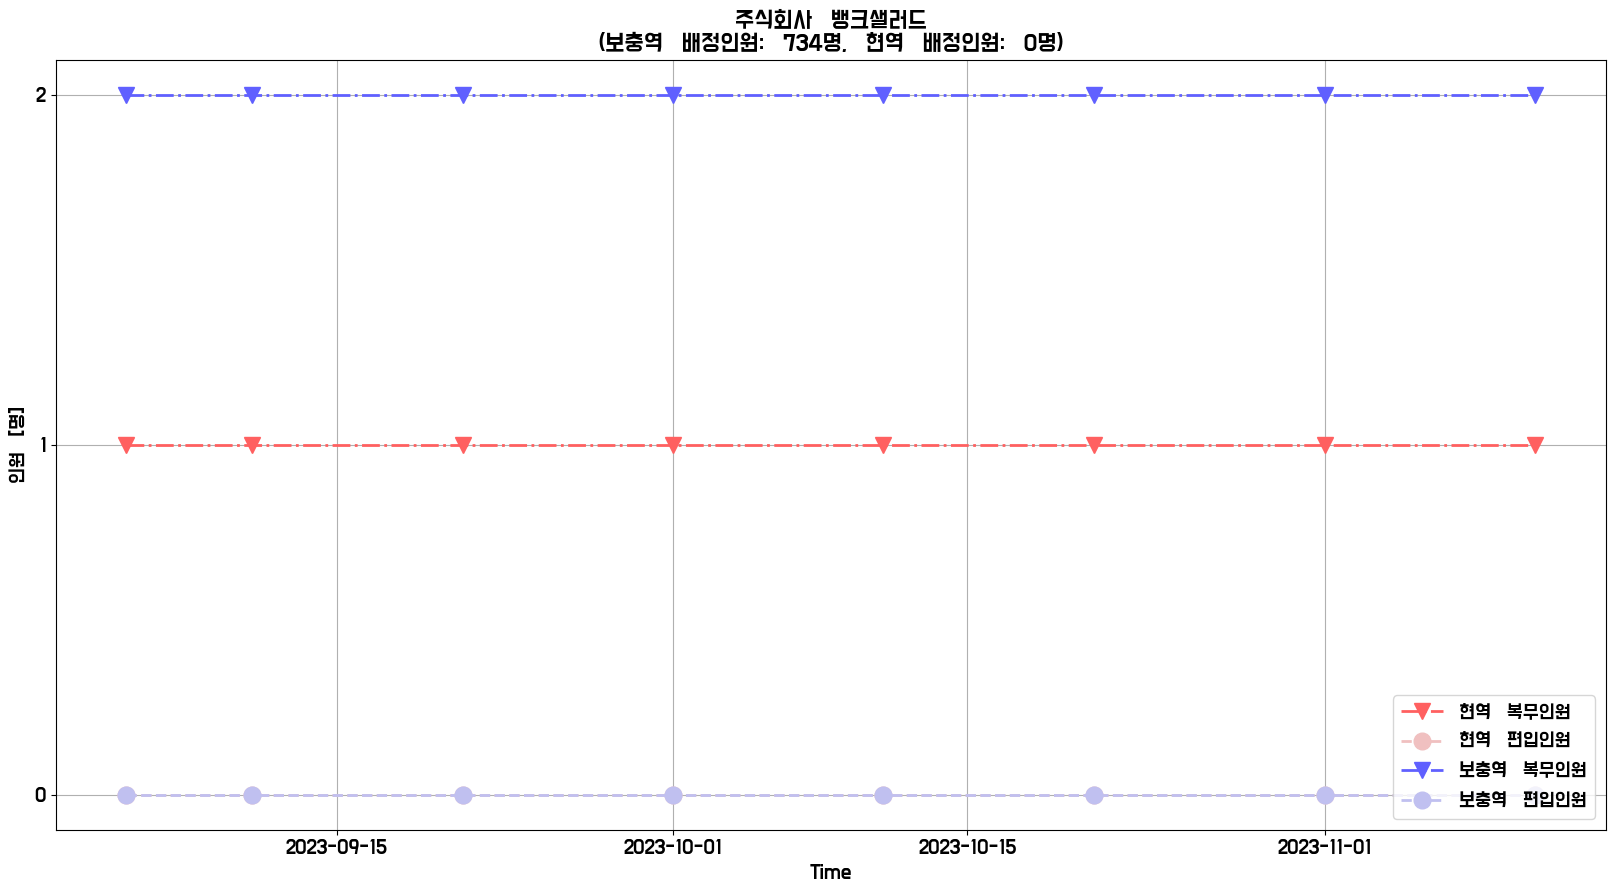 주식회사 뱅크샐러드
(보충역 배정인원: 734명, 현역 배정인원: 0명)
2
1
0
인원 [명]
2023-09-15
2023-10-01
2023-10-15
2023-11-01
Time
현역 복무인원
현역 편입인원
보충역 복무인원
보충역 편입인원